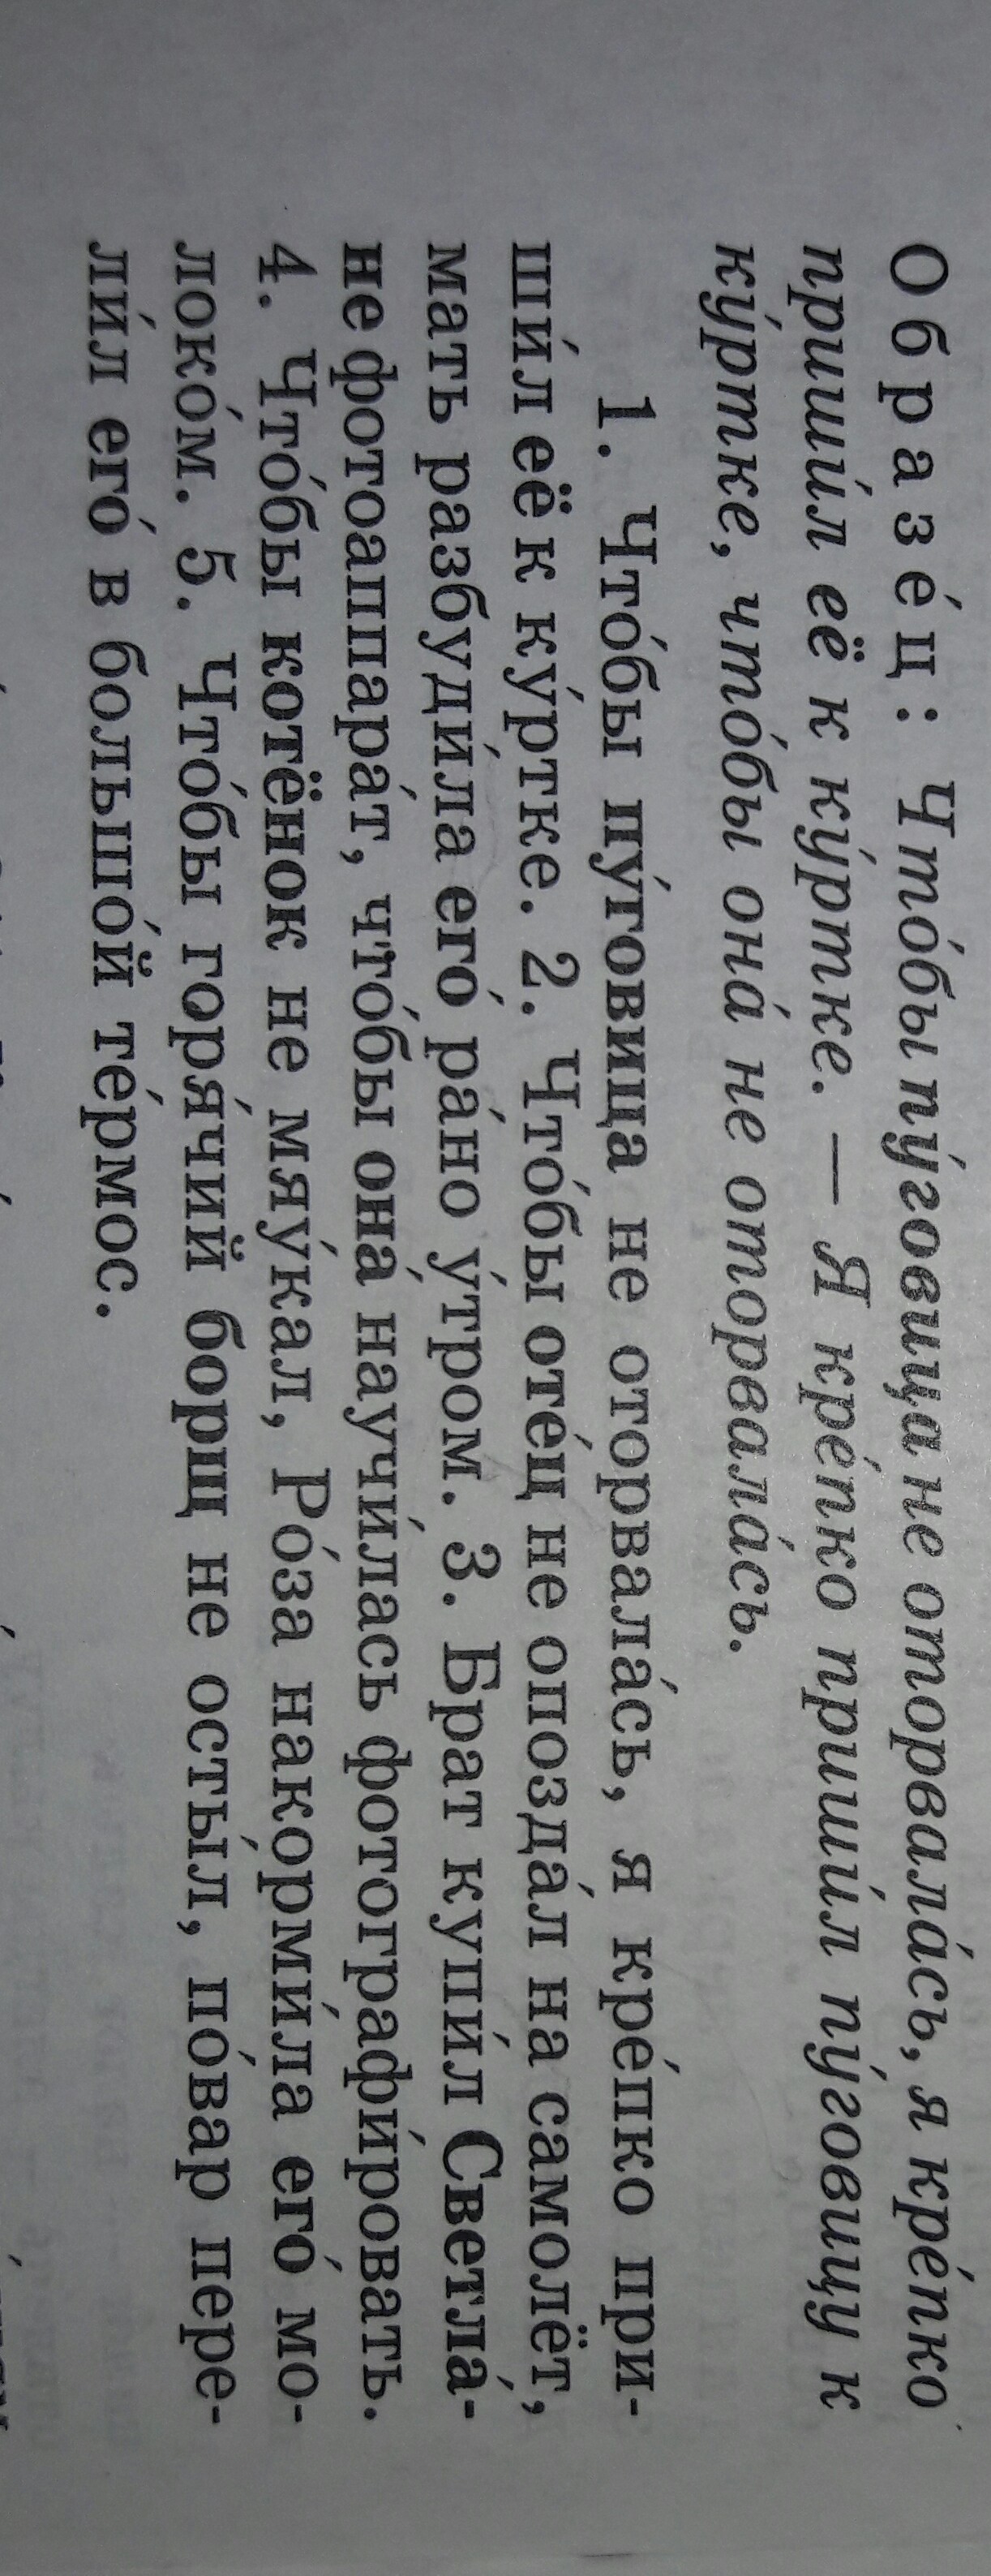 Образе́ц: Что́бы пу́говица не оторвала́сь, я кре́пко
приши́л её к ку́ртке. — Я кре́пко приши́л пу́говицу к
ку́ртке, что́бы она́ не оторвала́сь.
1. Что́бы пу́говица не оторвала́сь, я кре́пко при-
ши́л её к ку́ртке. 2. Что́бы оте́ц не опозда́л на самолёт,
мать разбуди́ла его́ ра́но у́тром. 3. Брат купи́л Светла́-
не фотоаппара́т, что́бы она́ научи́лась фотографи́ровать.
4. Что́бы котёнок не мяу́кал, Ро́за накорми́ла его́ мо-
локо́м. 5. Что́бы горя́чий борщ не осты́л, по́вар пере-
ли́л его́ в большо́й те́рмос.